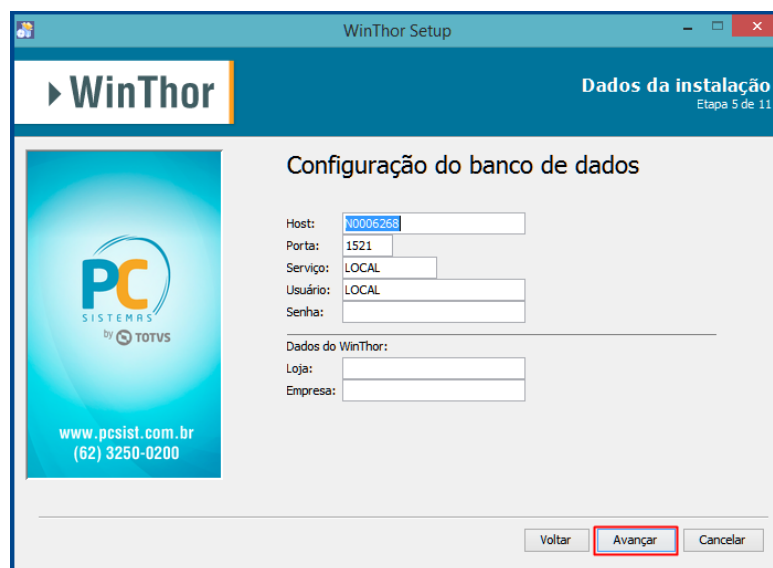 WinThor Setup
WinThor
Dados da instalação
Etapa 5 de 11
Configuração do banco de dados
Host: N0006268
Porta: 1521
Serviço: LOCAL
Usuário: LOCAL
Senha:
Dados do WinThor:
Loja:
Empresa:
PC
SISTEMAS
by TOTVS
www.pcsist.com.br
(62) 3250-0200
Voltar Avançar Cancelar